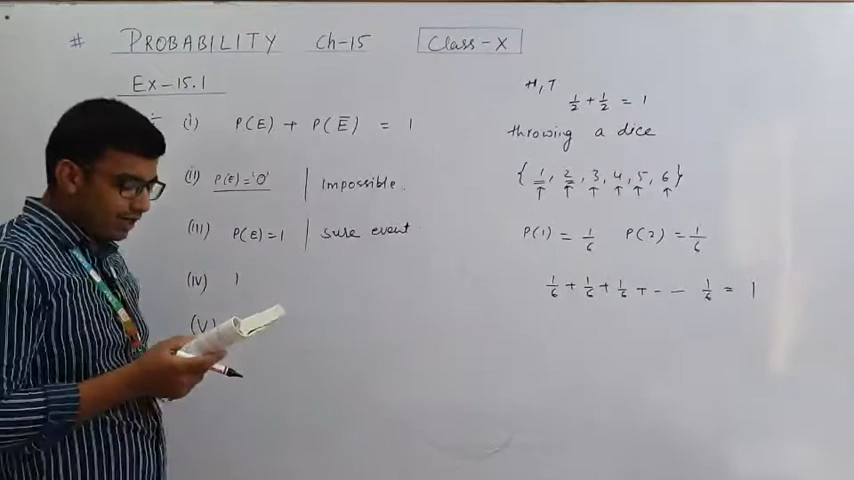 # PROBABILITY Ch-15 Class-X
Ex-15.1
(i) P(E) + P(E̅) = 1
(ii) P(E)='0' | Impossible.
(iii) P(E)=1 | sure event.
(iv) 1
(V)
H, T
1/2 + 1/2 = 1
throwing a dice
{1, 2, 3, 4, 5, 6}
P(1) = 1/6 P(2) = 1/6
1/6 + 1/6 + 1/6 + - - 1/6 = 1